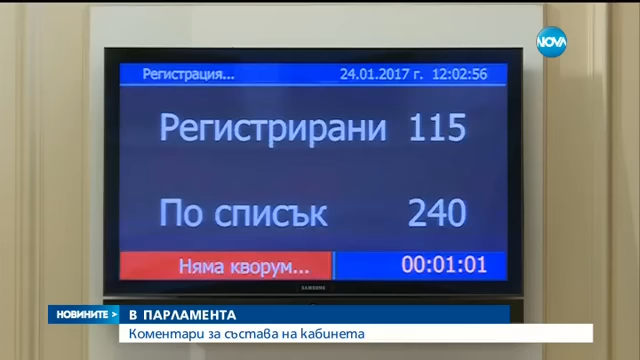 NOVA
Регистрация... 24.01.2017 г. 12:02:56
Регистрирани 115
По списък 240
Няма кворум... 00:01:01
SAMSUNG
НОВИНИТЕ В ПАРЛАМЕНТА
Коментари за състава на кабинета